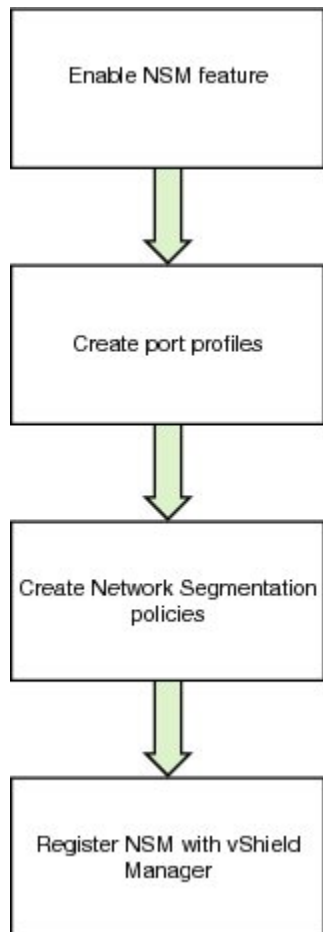 Enable NSM feature
Create port profiles
Create Network Segmentation
policies
Register NSM with vShield
Manager